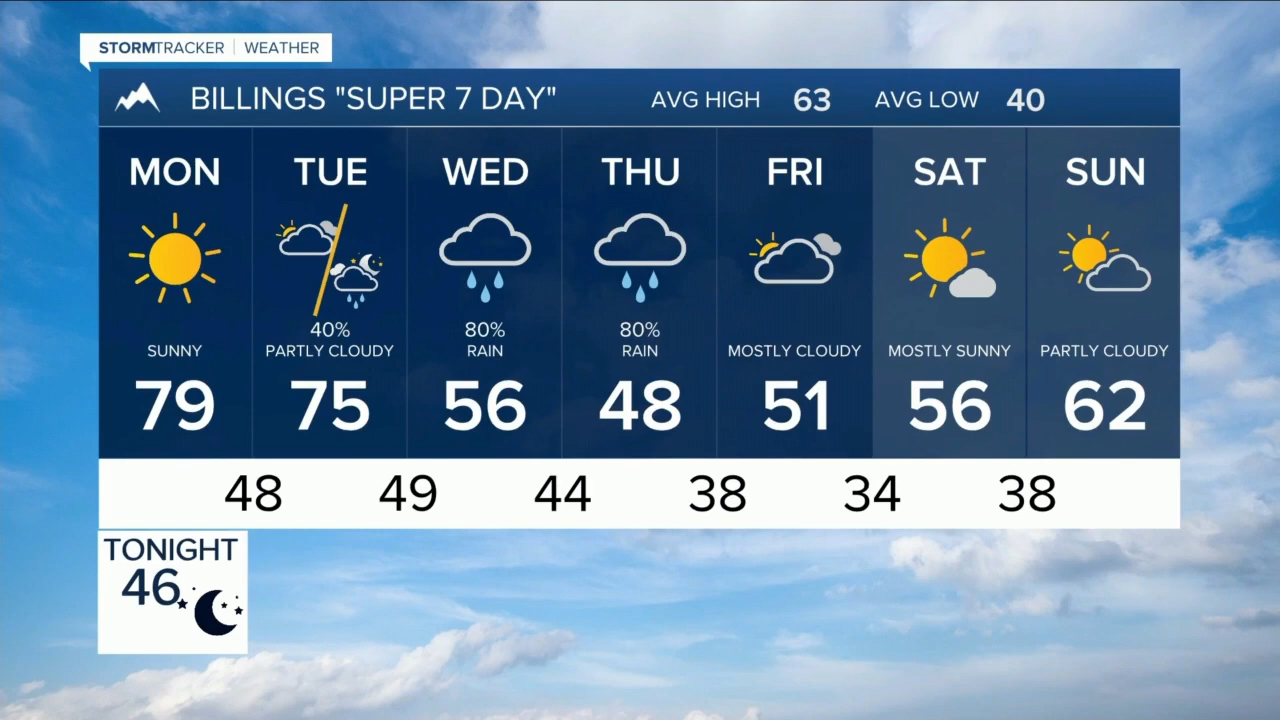 STORMTRACKER | WEATHER
BILLINGS "SUPER 7 DAY" AVG HIGH 63 AVG LOW 40
MON TUE WED THU FRI SAT SUN
40% 80% 80%
SUNNY PARTLY CLOUDY RAIN RAIN MOSTLY CLOUDY MOSTLY SUNNY PARTLY CLOUDY
79 75 56 48 51 56 62
48 49 44 38 34 38
TONIGHT
46